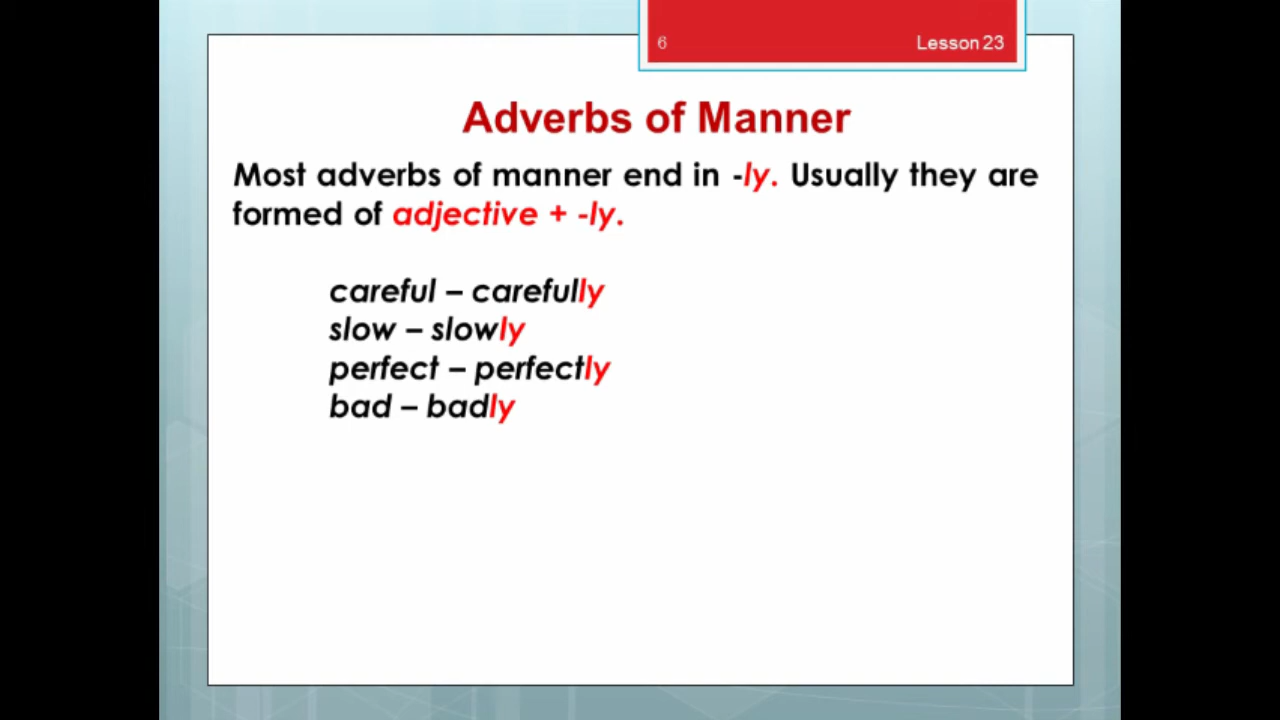 6 Lesson 23
Adverbs of Manner
Most adverbs of manner end in -ly. Usually they are
formed of adjective + -ly.
careful – carefully
slow – slowly
perfect – perfectly
bad – badly